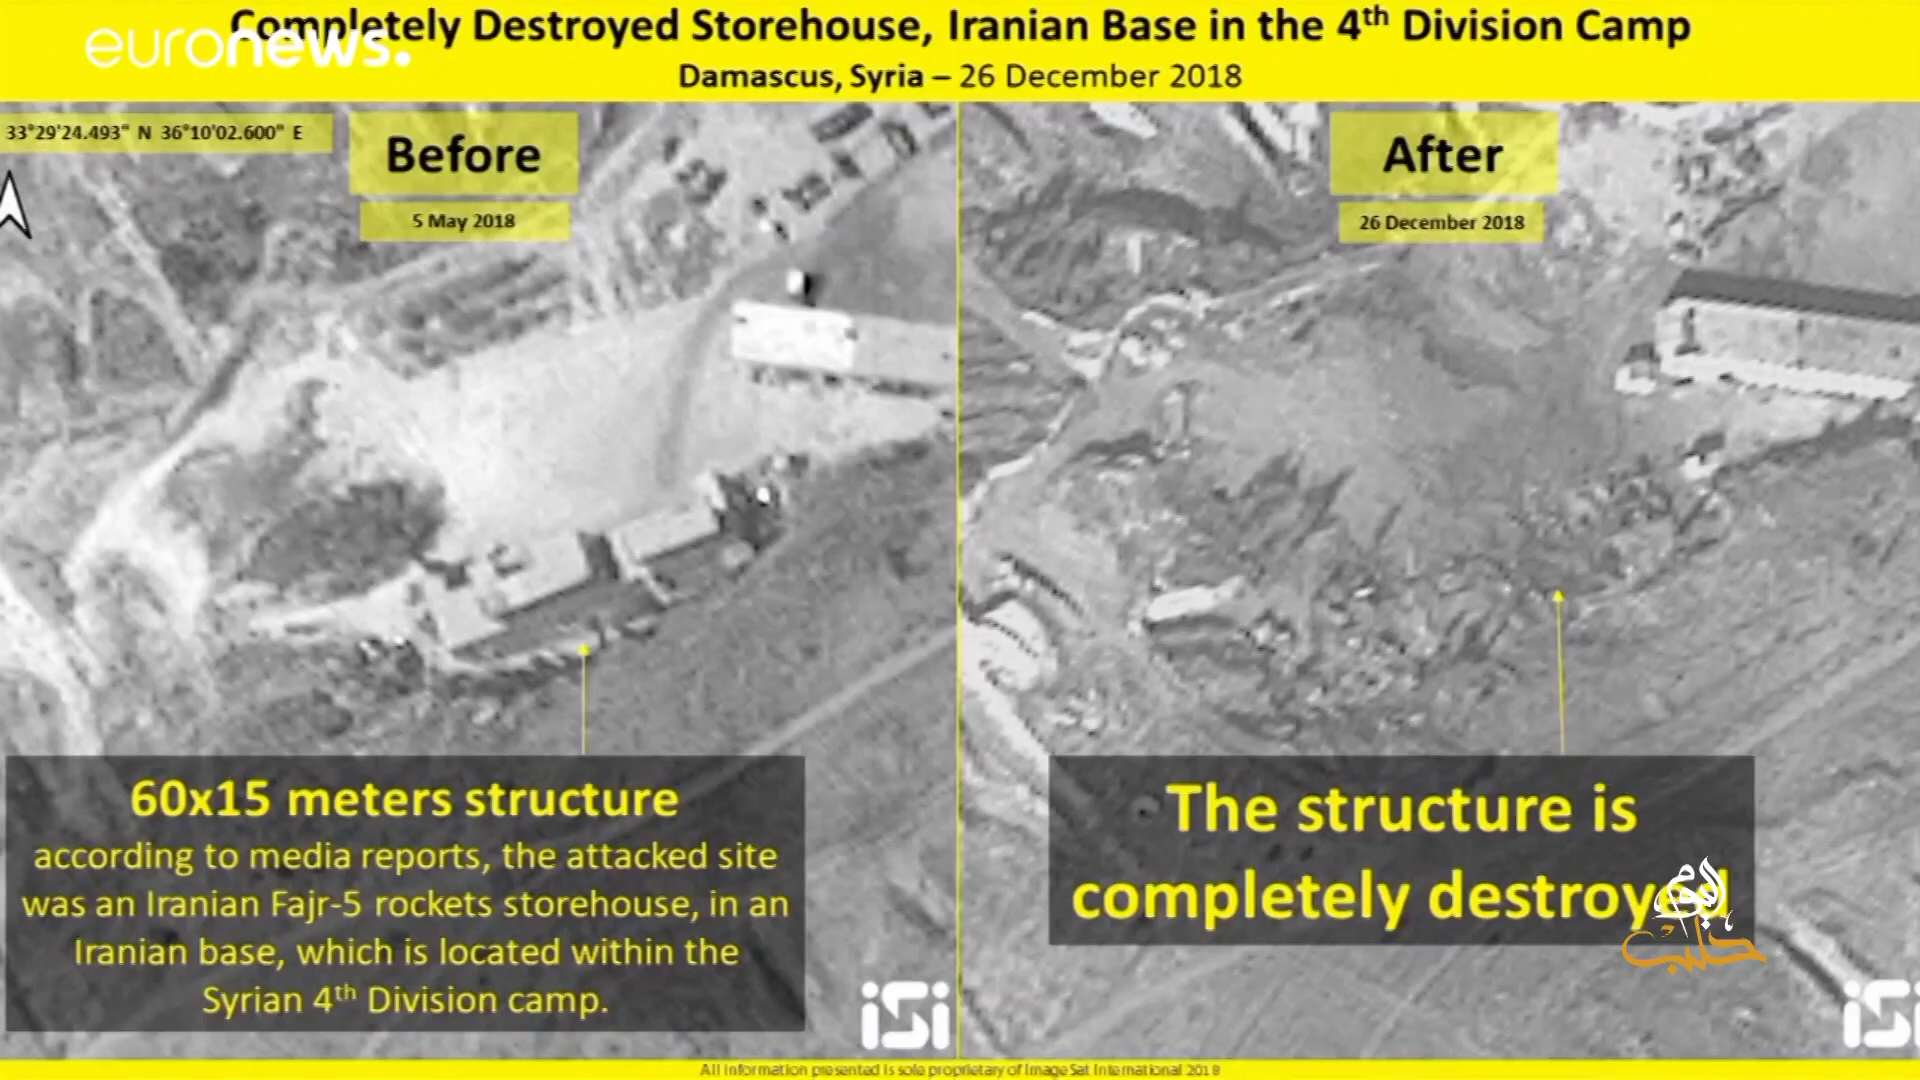 Completely Destroyed Storehouse, Iranian Base in the 4th Division Camp
euronews.
Damascus, Syria – 26 December 2018
33°29'24.493" N 36°10'02.600" E
Before
5 May 2018
After
26 December 2018
60x15 meters structure
according to media reports, the attacked site
was an Iranian Fajr-5 rockets storehouse, in an
Iranian base, which is located within the
Syrian 4th Division camp.
iSi
The structure is
completely destroyed
حلب اليوم
iSi
All information presented is sole proprietary of ImageSat International 2018